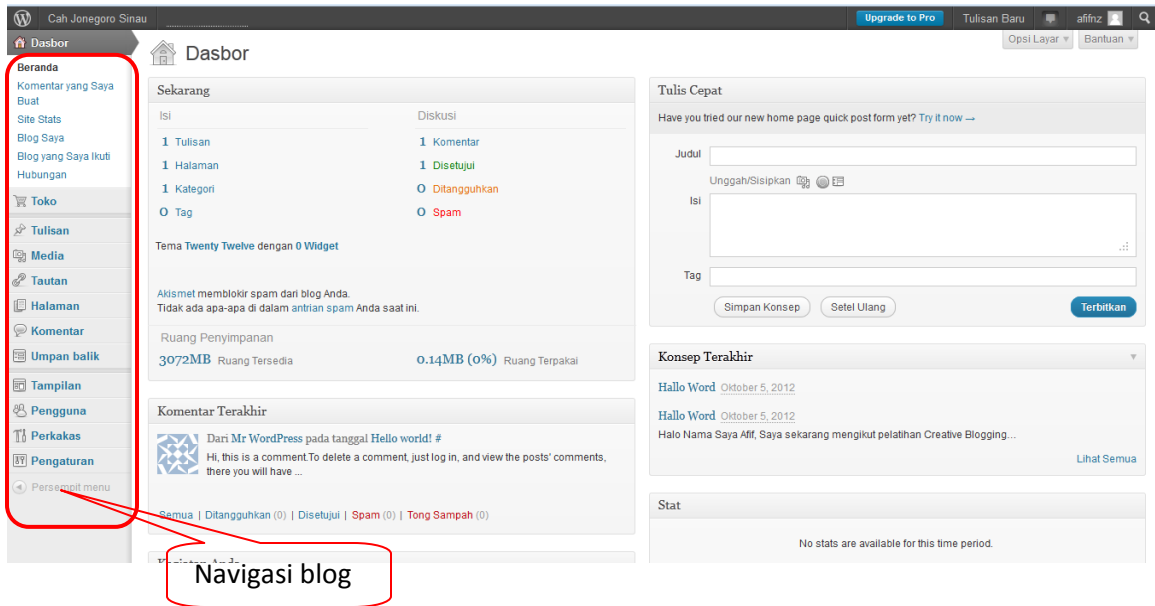 Cah Jonegoro Sinau
Upgrade to Pro
Tulisan Baru
afifnz
Dasbor
Beranda
Komentar yang Saya
Buat
Site Stats
Blog Saya
Blog yang Saya Ikuti
Hubungan
Toko
Tulisan
Media
Tautan
Halaman
Komentar
Umpan balik
Tampilan
Pengguna
Perkakas
Pengaturan
Persempit menu
Opsi Layar
Bantuan
Dasbor
Sekarang
Isi
Diskusi
1 Tulisan
1 Komentar
1 Halaman
1 Disetujui
1 Kategori
0 Ditangguhkan
0 Tag
0 Spam
Tema Twenty Twelve dengan 0 Widget
Akismet memblokir spam dari blog Anda.
Tidak ada apa-apa di dalam antrian spam Anda saat ini.
Ruang Penyimpanan
3072MB Ruang Tersedia
0.14MB (0%) Ruang Terpakai
Komentar Terakhir
Dari Mr WordPress pada tanggal Hello world! #
Hi, this is a comment.To delete a comment, just log in, and view the posts' comments,
there you will have ...
Semua | Ditangguhkan (0) | Disetujui | Spam (0) | Tong Sampah (0)
Tulis Cepat
Have you tried our new home page quick post form yet? Try it now →
Judul
Unggah/Sisipkan
Isi
Tag
Simpan Konsep
Setel Ulang
Terbitkan
Konsep Terakhir
Hallo Word Oktober 5, 2012
Hallo Word Oktober 5, 2012
Halo Nama Saya Afif, Saya sekarang mengikut pelatihan Creative Blogging...
Lihat Semua
Stat
No stats are available for this time period.
Navigasi blog